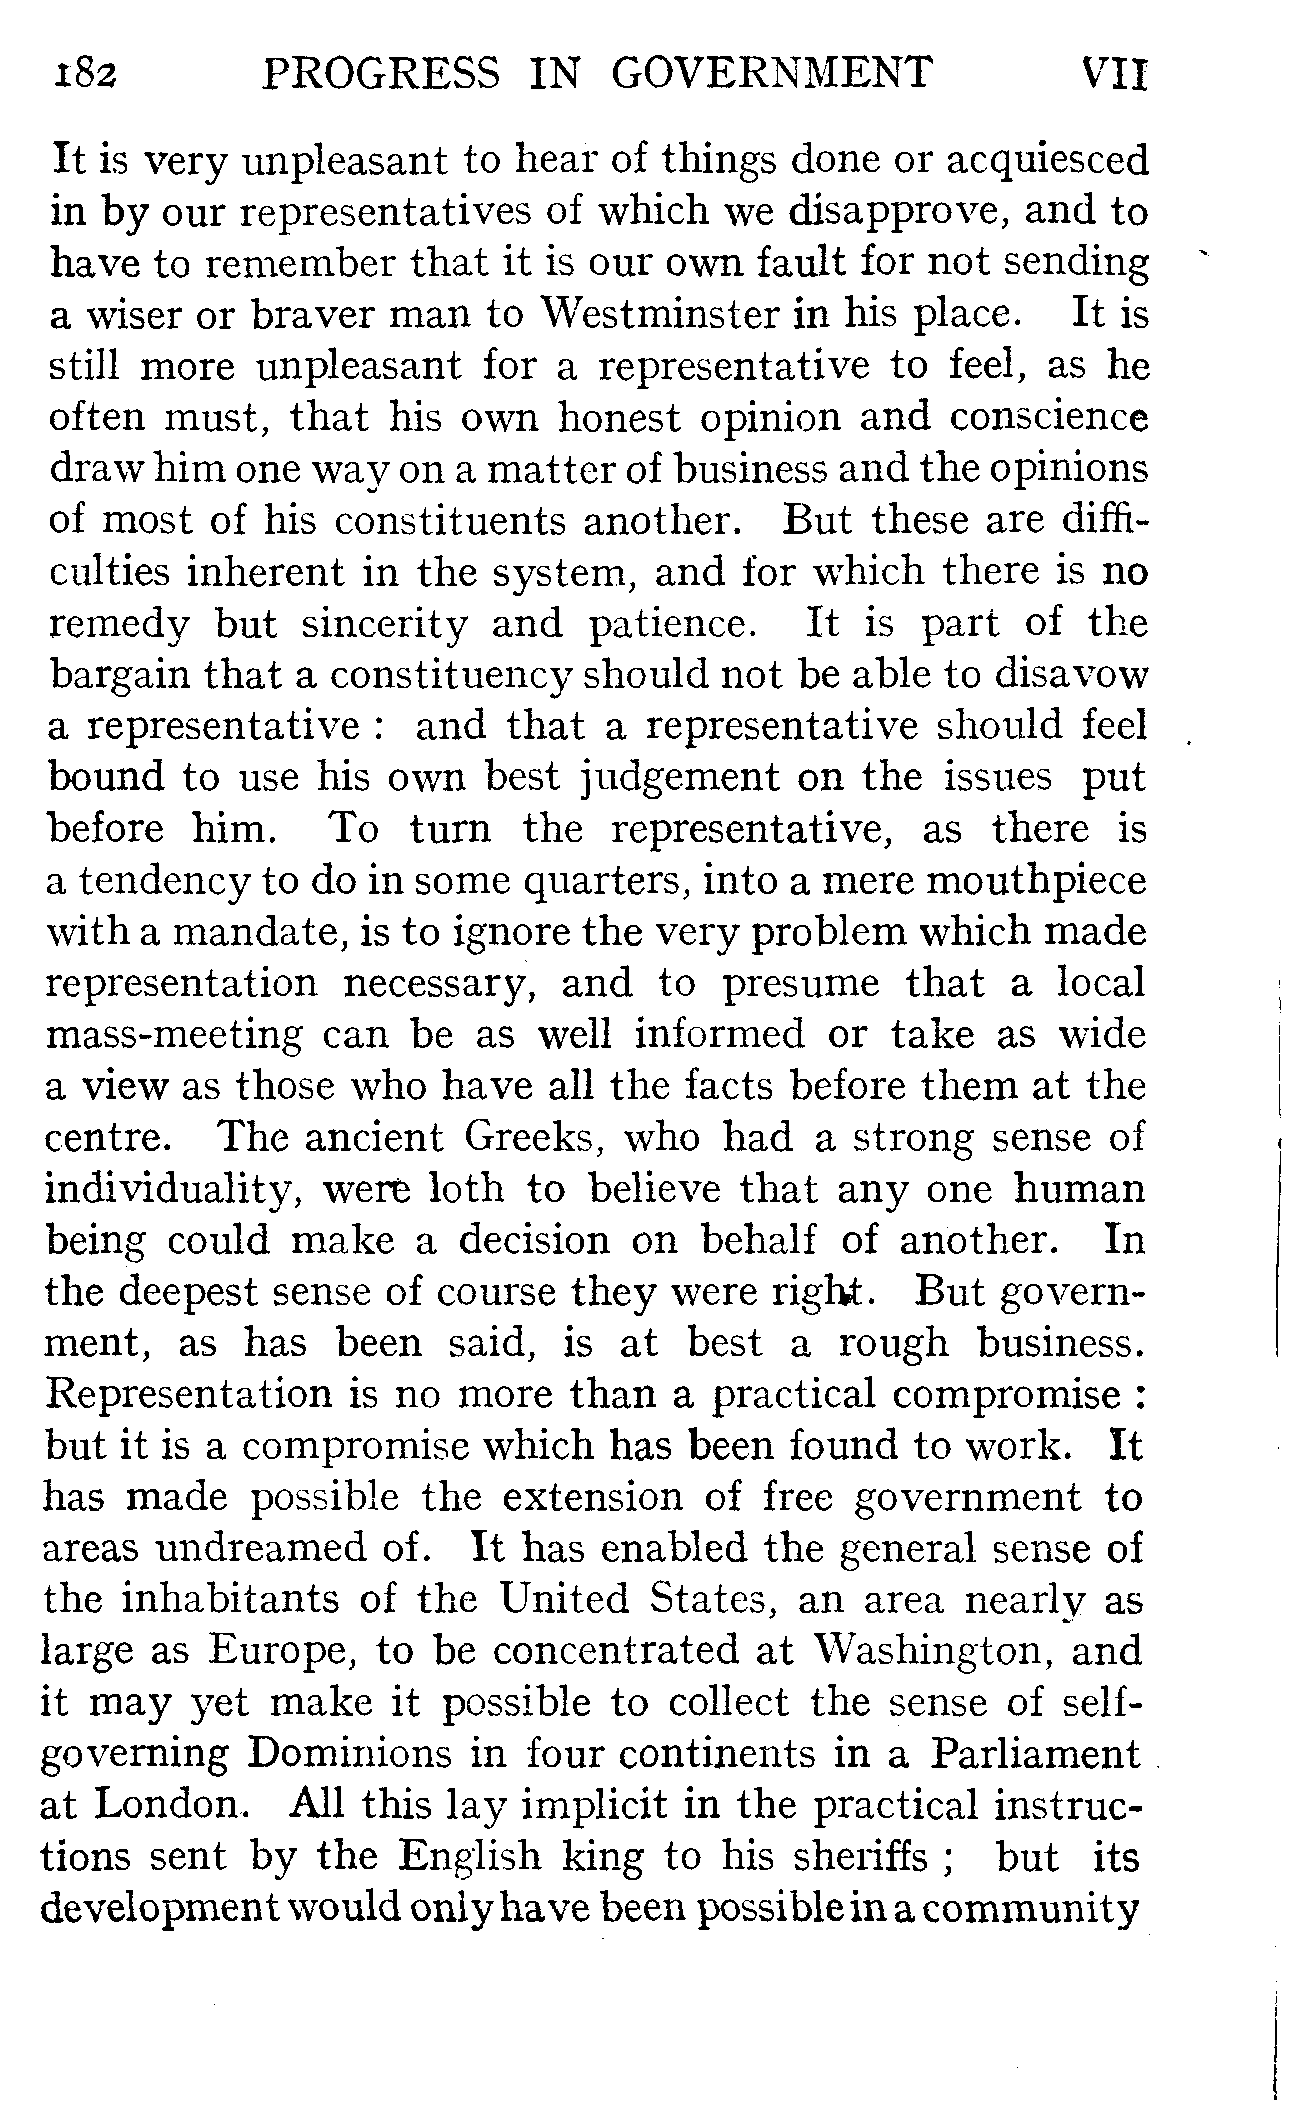 182 PROGRESS IN GOVERNMENT VII
It is very unpleasant to hear of things done or acquiesced
in by our representatives of which we disapprove, and to
have to remember that it is our own fault for not sending
a wiser or braver man to Westminster in his place. It is
still more unpleasant for a representative to feel, as he
often must, that his own honest opinion and conscience
draw him one way on a matter of business and the opinions
of most of his constituents another. But these are diffi-
culties inherent in the system, and for which there is no
remedy but sincerity and patience. It is part of the
bargain that a constituency should not be able to disavow
a representative : and that a representative should feel
bound to use his own best judgement on the issues put
before him. To turn the representative, as there is
a tendency to do in some quarters, into a mere mouthpiece
with a mandate, is to ignore the very problem which made
representation necessary, and to presume that a local
mass-meeting can be as well informed or take as wide
a view as those who have all the facts before them at the
centre. The ancient Greeks, who had a strong sense of
individuality, were loth to believe that any one human
being could make a decision on behalf of another. In
the deepest sense of course they were right. But govern-
ment, as has been said, is at best a rough business.
Representation is no more than a practical compromise :
but it is a compromise which has been found to work. It
has made possible the extension of free government to
areas undreamed of. It has enabled the general sense of
the inhabitants of the United States, an area nearly as
large as Europe, to be concentrated at Washington, and
it may yet make it possible to collect the sense of self-
governing Dominions in four continents in a Parliament
at London. All this lay implicit in the practical instruc-
tions sent by the English king to his sheriffs ; but its
development would only have been possible in a community